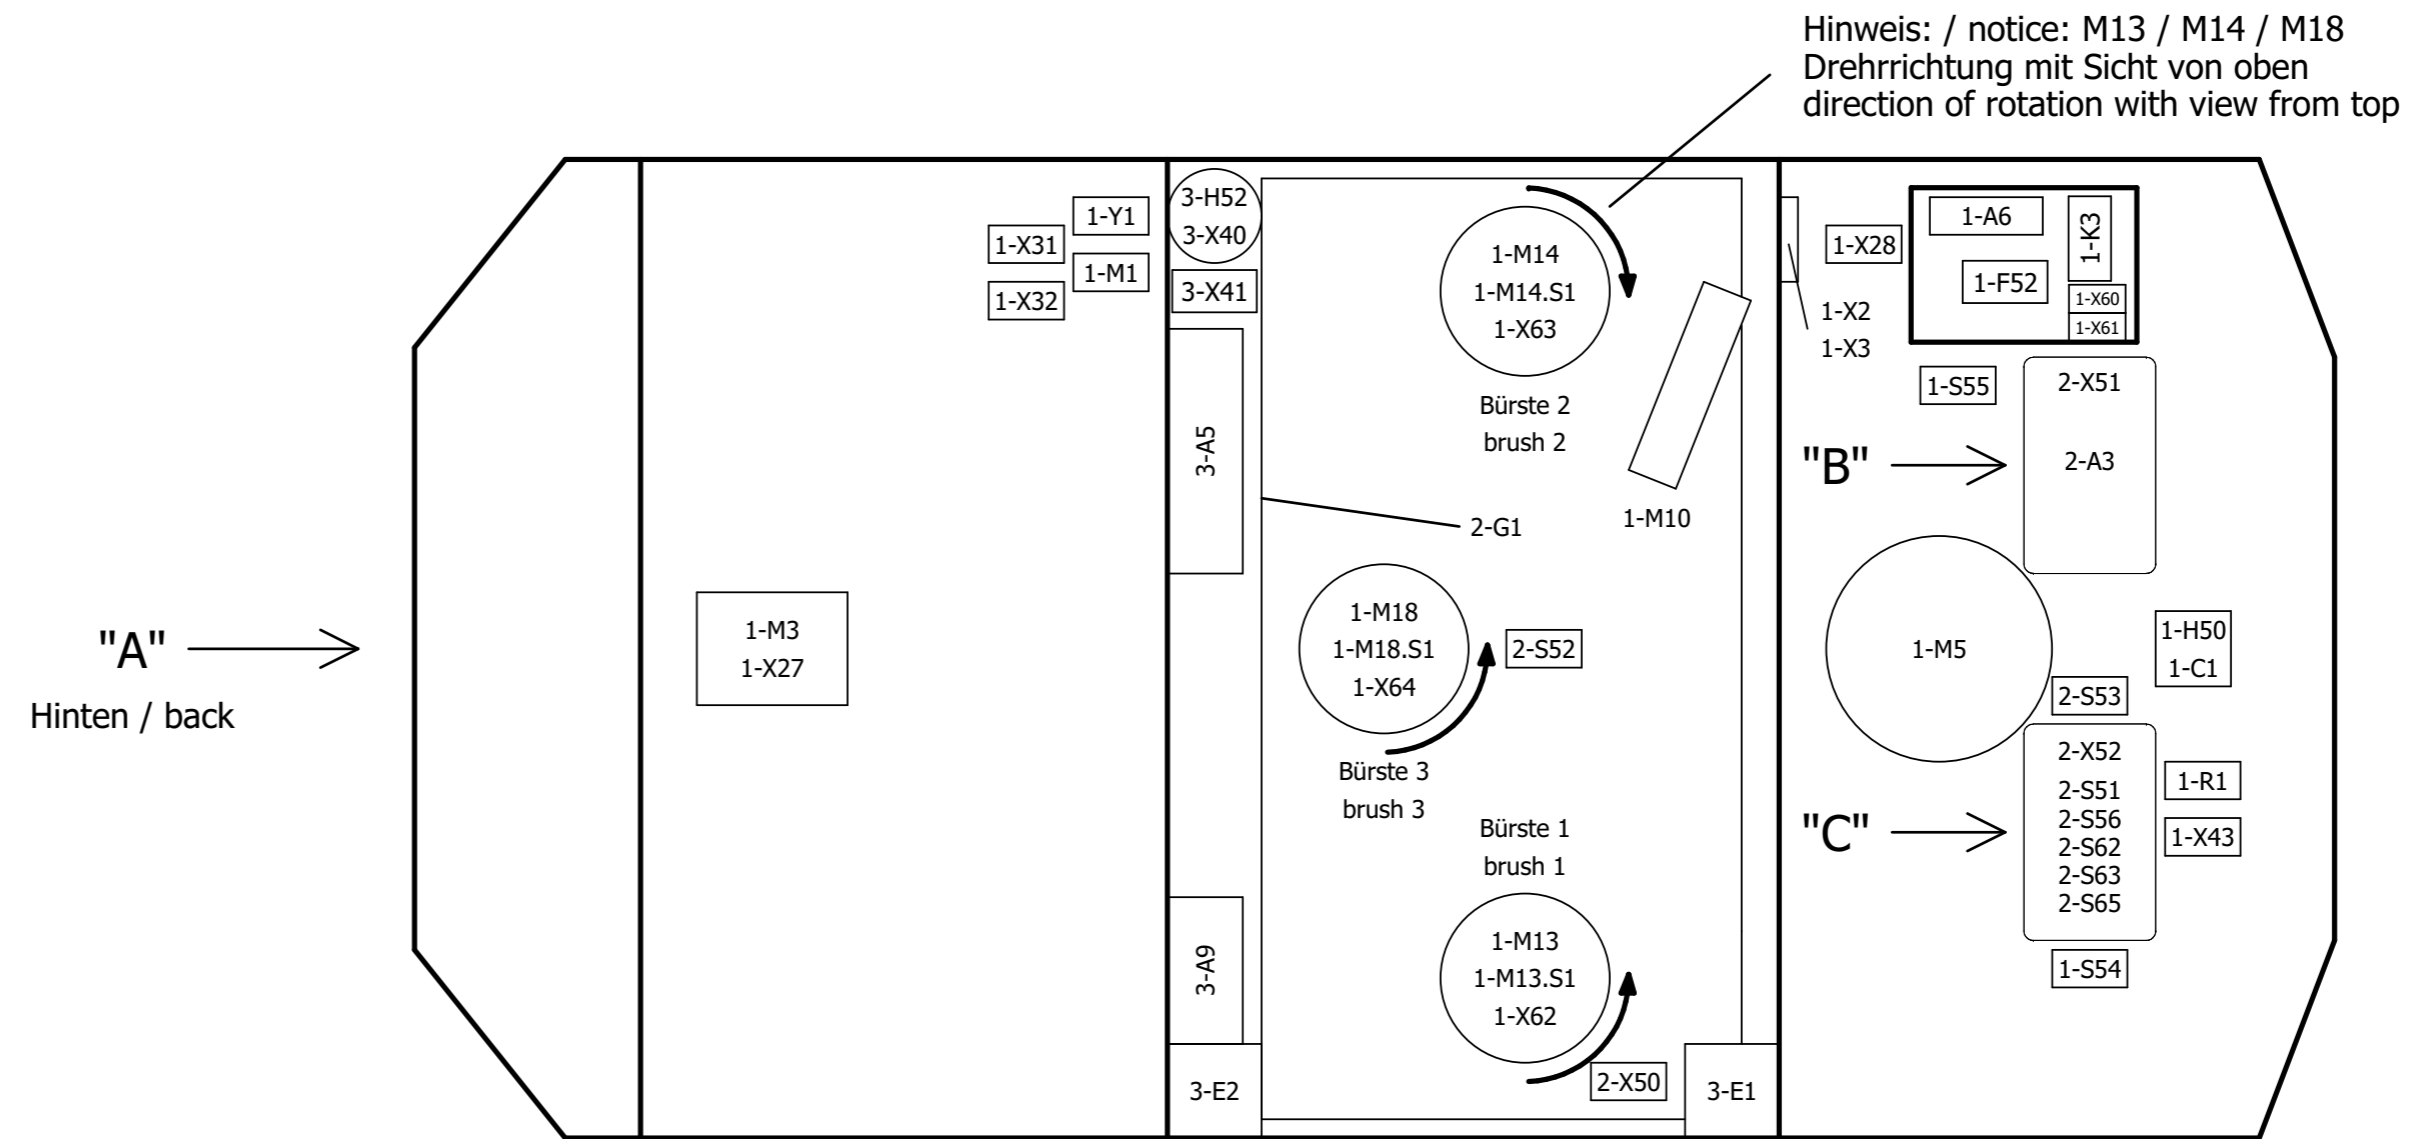 Hinweis: / notice: M13 / M14 / M18
Drehrrichtung mit Sicht von oben
direction of rotation with view from top
"A"
Hinten / back
1-M3
1-X27
1-X31
1-X32
1-Y1
1-M1
3-H52
3-X40
3-X41
3-A5
3-A9
3-E2
1-M14
1-M14.S1
1-X63
Bürste 2
brush 2
1-M10
2-G1
1-M18
1-M18.S1
1-X64
2-S52
Bürste 3
brush 3
Bürste 1
brush 1
1-M13
1-M13.S1
1-X62
2-X50
3-E1
1-X28
1-X2
1-X3
1-A6
1-K3
1-F52
1-X60
1-X61
1-S55
"B"
2-X51
2-A3
1-M5
1-H50
1-C1
2-S53
"C"
2-X52
2-S51
2-S56
2-S62
2-S63
2-S65
1-R1
1-X43
1-S54